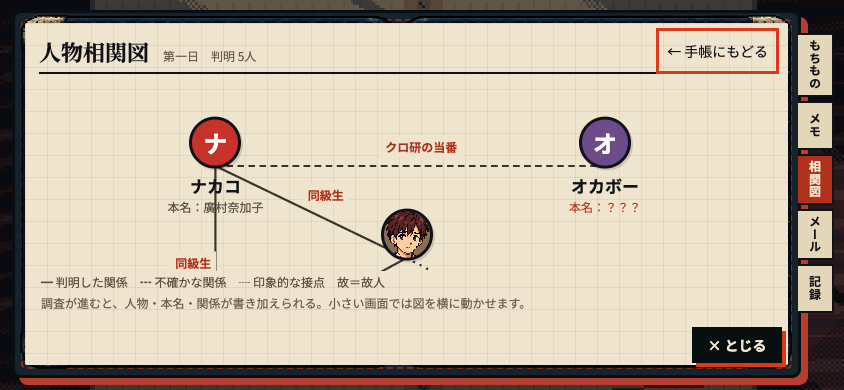 人物相関図 第一日 判明 5人
← 手帳にもどる
ナ
オ
クロ研の当番
ナカコ
オカボー
本名：廣村奈加子
本名：？？？
同級生
同級生
━ 判明した関係 ┅ 不確かな関係 ┈ 印象的な接点 故＝故人
調査が進むと、人物・本名・関係が書き加えられる。小さい画面では図を横に動かせます。
× とじる
もちもの
メモ
相関図
メール
記録